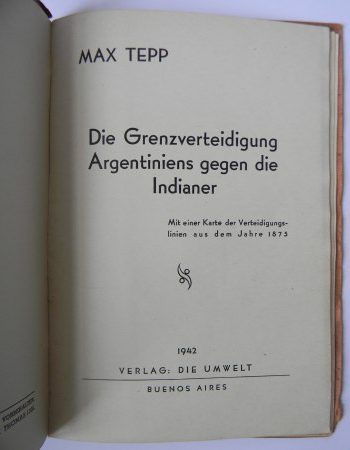 MAX TEPP
Die Grenzverteidigung
Argentiniens gegen die
Indianer
Mit einer Karte der Verteidigungs-
linien aus dem Jahre 1875
1942
VERLAG: DIE UMWELT
BUENOS AIRES